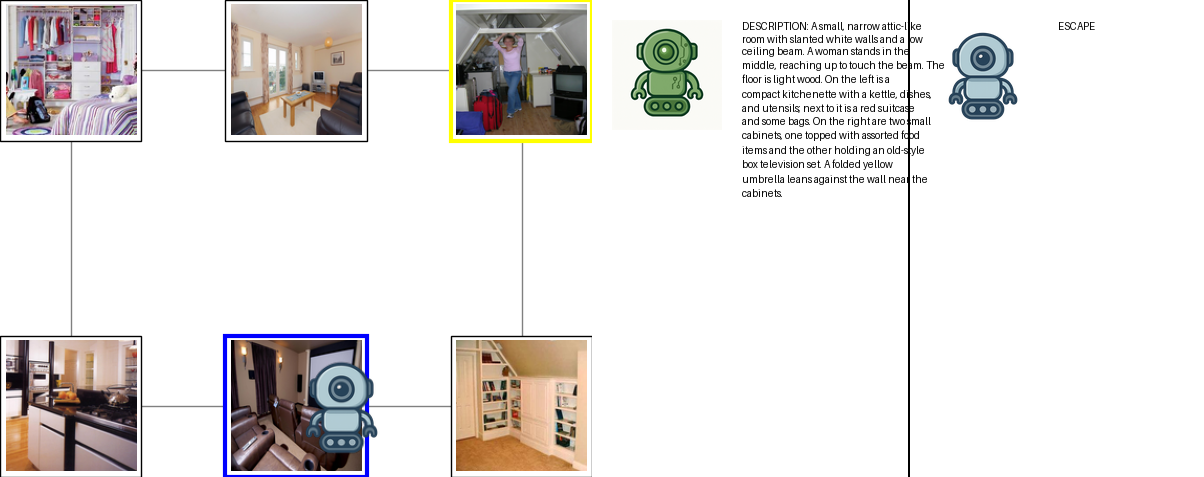 DESCRIPTION: A small, narrow attic-like
room with slanted white walls and a low
ceiling beam. A woman stands in the
middle, reaching up to touch the beam. The
floor is light wood. On the left is a
compact kitchenette with a kettle, dishes,
and utensils; next to it is a red suitcase
and some bags. On the right are two small
cabinets, one topped with assorted food
items and the other holding an old-style
box television set. A folded yellow
umbrella leans against the wall near the
cabinets.
ESCAPE